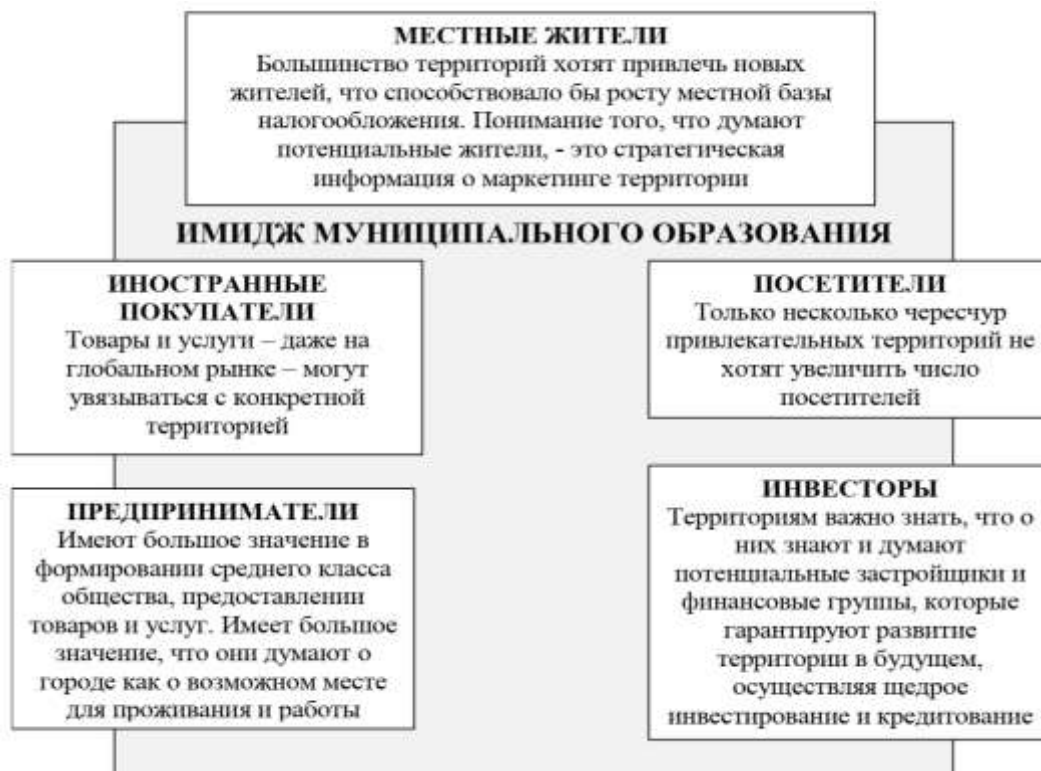 МЕСТНЫЕ ЖИТЕЛИ
Большинство территорий хотят привлечь новых
жителей, что способствовало бы росту местной базы
налогообложения. Понимание того, что думают
потенциальные жители, - это стратегическая
информация о маркетинге территории
ИМИДЖ МУНИЦИПАЛЬНОГО ОБРАЗОВАНИЯ
ИНОСТРАННЫЕ
ПОКУПАТЕЛИ
Товары и услуги – даже на
глобальном рынке – могут
увязываться с конкретной
территорией
ПОСЕТИТЕЛИ
Только несколько чересчур
привлекательных территорий не
хотят увеличить число
посетителей
ПРЕДПРИНИМАТЕЛИ
Имеют большое значение в
формировании среднего класса
общества, предоставлении
товаров и услуг. Имеет большое
значение, что они думают о
городе как о возможном месте
для проживания и работы
ИНВЕСТОРЫ
Территориям важно знать, что о
них знают и думают
потенциальные застройщики и
финансовые группы, которые
гарантируют развитие
территории в будущем,
осуществляя щедрое
инвестирование и кредитование